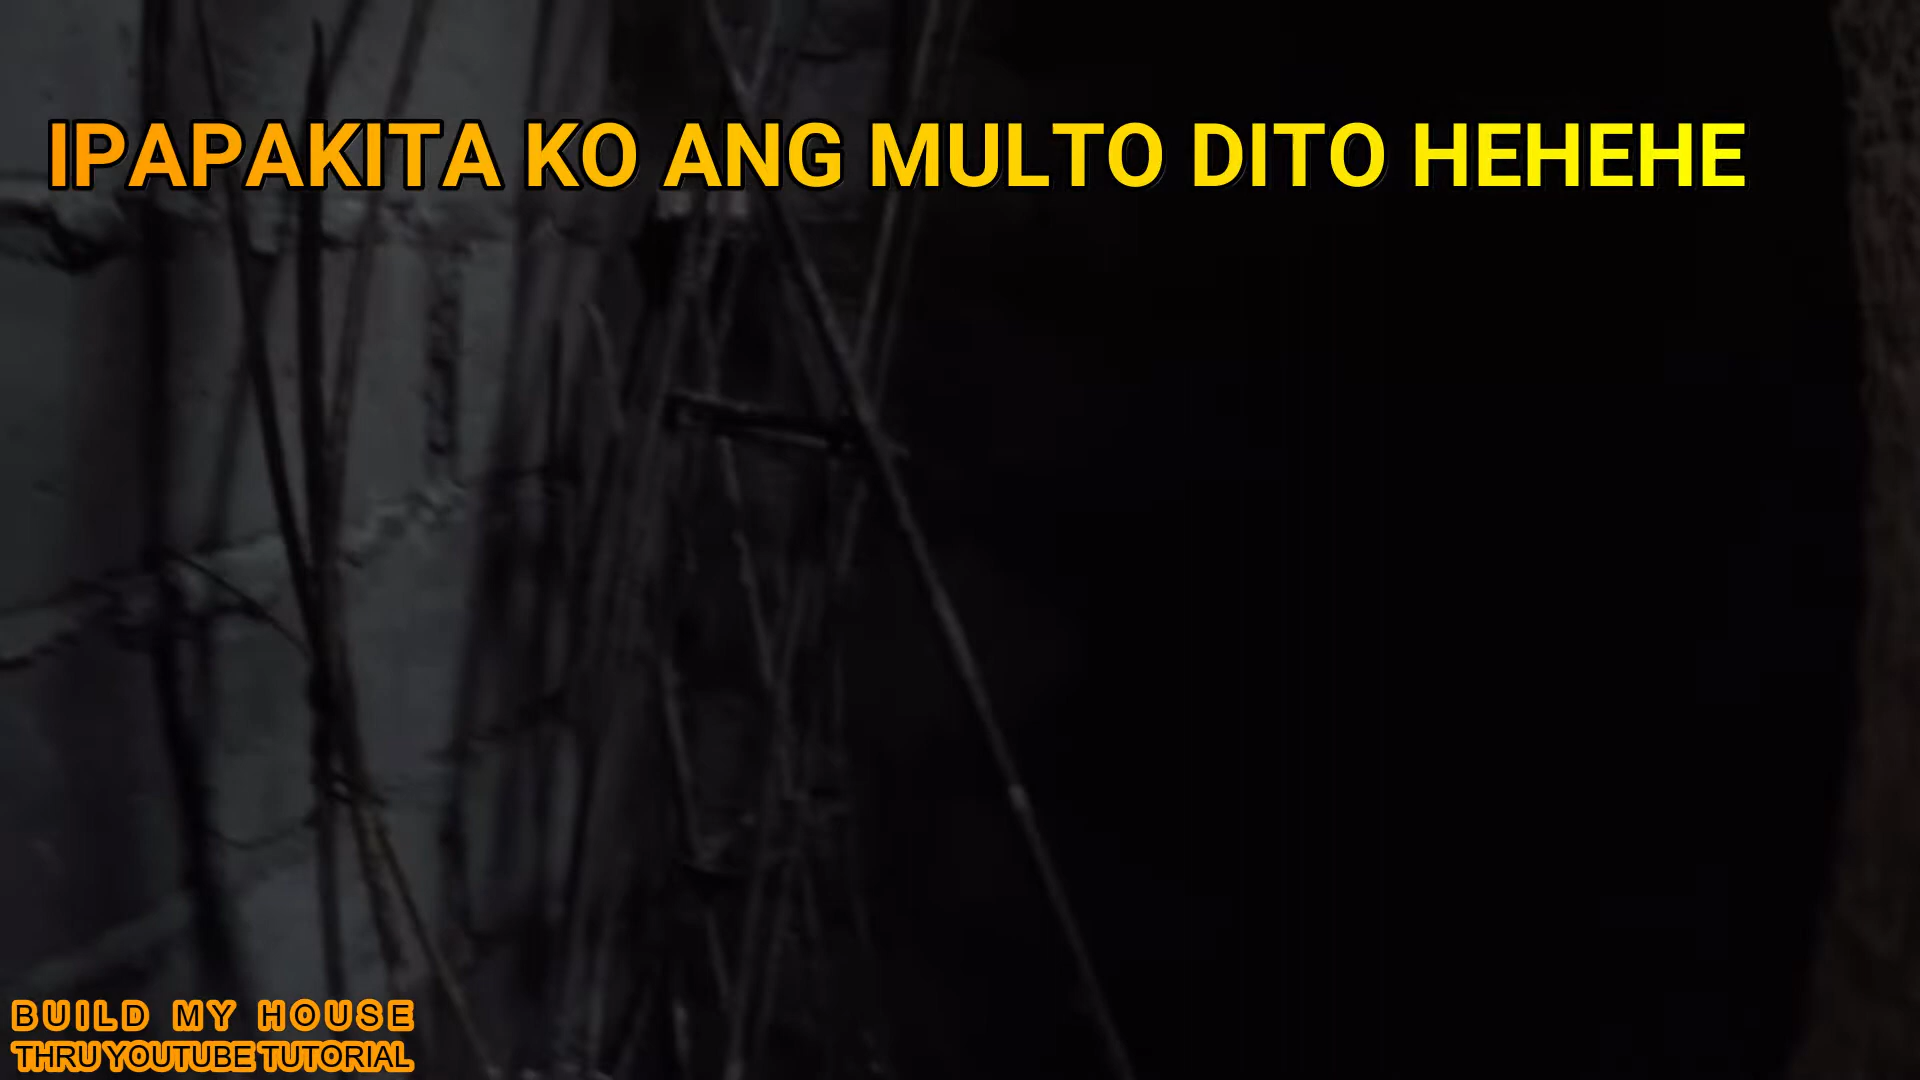 IPAPAKITA KO ANG MULTO DITO HEHEHE
BUILD MY HOUSE
THRU YOUTUBE TUTORIAL